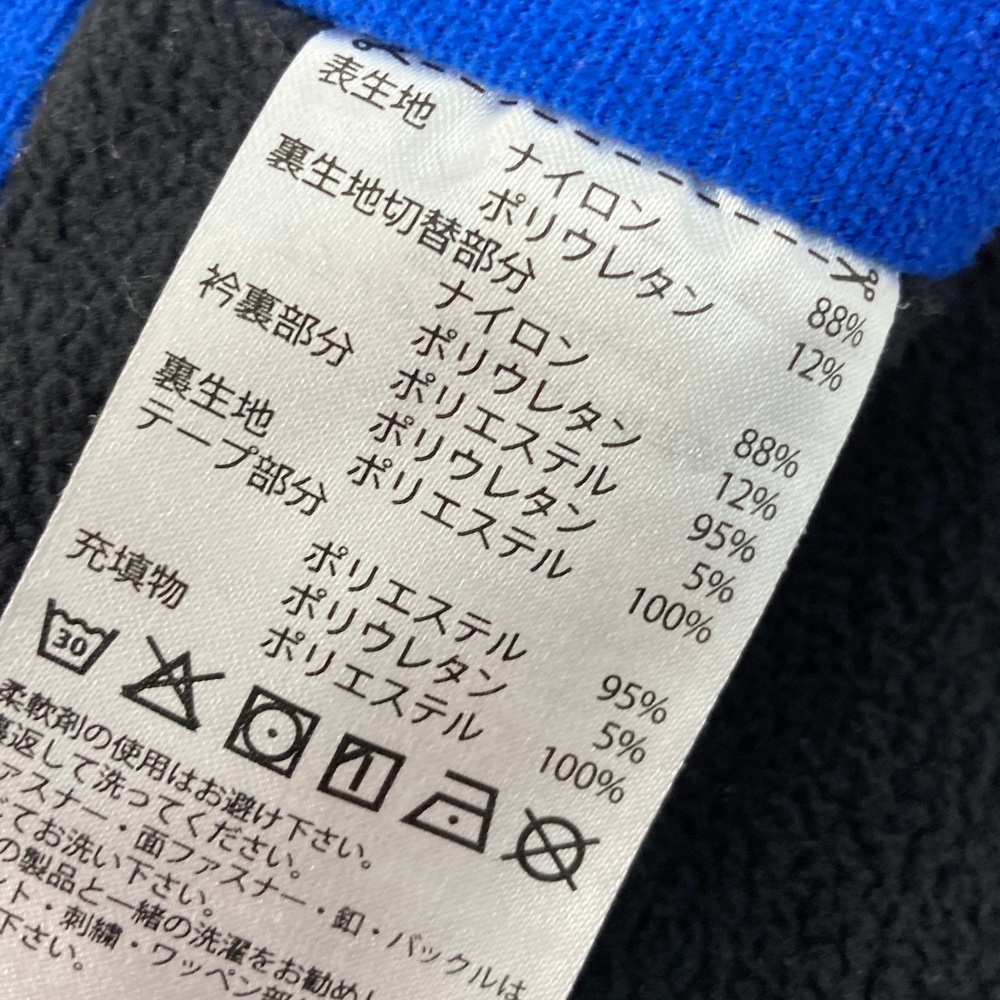 表生地
ナイロン 88%
ポリウレタン 12%
裏生地切替部分
ナイロン 88%
ポリウレタン 12%
衿裏部分 ポリエステル 95%
ポリウレタン 5%
裏生地 ポリエステル 100%
テープ部分
ポリエステル 95%
ポリウレタン 5%
充填物 ポリエステル 100%
30
柔軟剤の使用はお避け下さい。
返して洗ってください。
ァスナー・面ファスナー・釦・バックルは
てお洗い下さい。
の製品と一緒の洗濯をお勧めし
ト・刺繍・ワッペン部
下さい。